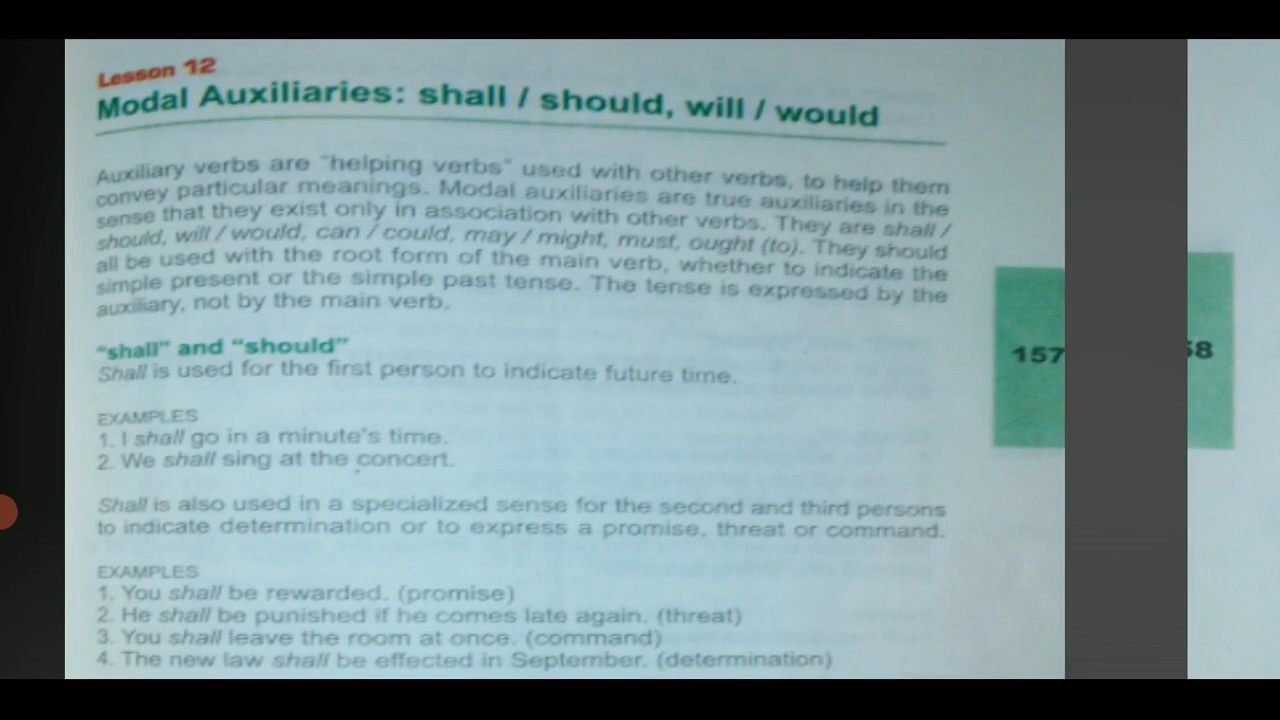 Lesson 12
Modal Auxiliaries: shall / should, will / would
Auxiliary verbs are "helping verbs" used with other verbs, to help them
convey particular meanings. Modal auxiliaries are true auxiliaries in the
sense that they exist only in association with other verbs. They are shall /
should, will / would, can / could, may / might, must, ought (to). They should
all be used with the root form of the main verb, whether to indicate the
simple present or the simple past tense. The tense is expressed by the
auxiliary, not by the main verb.
"shall" and "should"
Shall is used for the first person to indicate future time.
EXAMPLES
1. I shall go in a minute's time.
2. We shall sing at the concert.
Shall is also used in a specialized sense for the second and third persons
to indicate determination or to express a promise, threat or command.
EXAMPLES
1. You shall be rewarded. (promise)
2. He shall be punished if he comes late again. (threat)
3. You shall leave the room at once. (command)
4. The new law shall be effected in September. (determination)
157
58